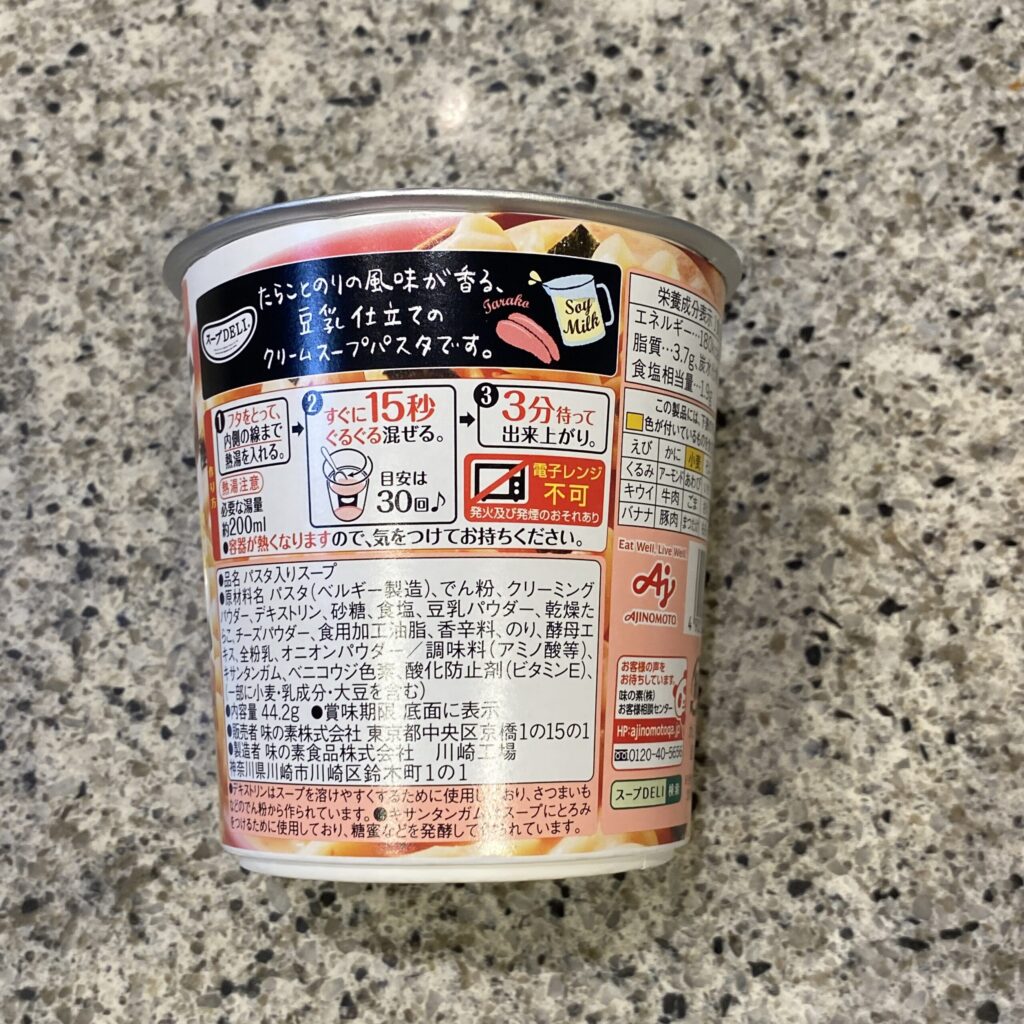 スープDELI
たらことのりの風味が香る、
豆乳仕立ての
クリームスープパスタです。
Tarako
Soy
Milk
1 フタをとって、
内側の線まで
熱湯を入れる。
熱湯注意
必要な湯量
約200ml
2 すぐに15秒
ぐるぐる混ぜる。
目安は
30回♪
3 3分待って
出来上がり。
電子レンジ
不可
発火及び発煙のおそれあり
●容器が熱くなりますので、気をつけてお持ちください。
●品名 パスタ入りスープ
●原材料名 パスタ(ベルギー製造)、でん粉、クリーミング
パウダー、デキストリン、砂糖、食塩、豆乳パウダー、乾燥た
らこ、チーズパウダー、食用加工油脂、香辛料、のり、酵母エ
キス、全粉乳、オニオンパウダー/調味料(アミノ酸等)、
キサンタンガム、ベニコウジ色素、酸化防止剤(ビタミンE)、
(一部に小麦・乳成分・大豆を含む)
●内容量 44.2g ●賞味期限 底面に表示
●販売者 味の素株式会社 東京都中央区京橋1の15の1
●製造者 味の素食品株式会社 川崎工場
神奈川県川崎市川崎区鈴木町1の1
●デキストリンはスープを溶けやすくするために使用しており、さつまいも
などのでん粉から作られています。●キサンタンガムはスープにとろみ
をつけるために使用しており、糖蜜などを発酵して作られています。
栄養成分表示
エネルギー…180
脂質…3.7g、炭水
食塩相当量…1.9g
この製品には、下
色が付いているもの
えび かに 小麦
くるみ アーモンド あわび
キウイ 牛肉 ごま
バナナ 豚肉 まつたけ
Eat Well, Live Well.
Aj
AJINOMOTO
お客様の声を
お待ちしています。
味の素(株)
お客様相談センター
HP:ajinomotoqa.jp
0120-40-5656
スープDELI 検索